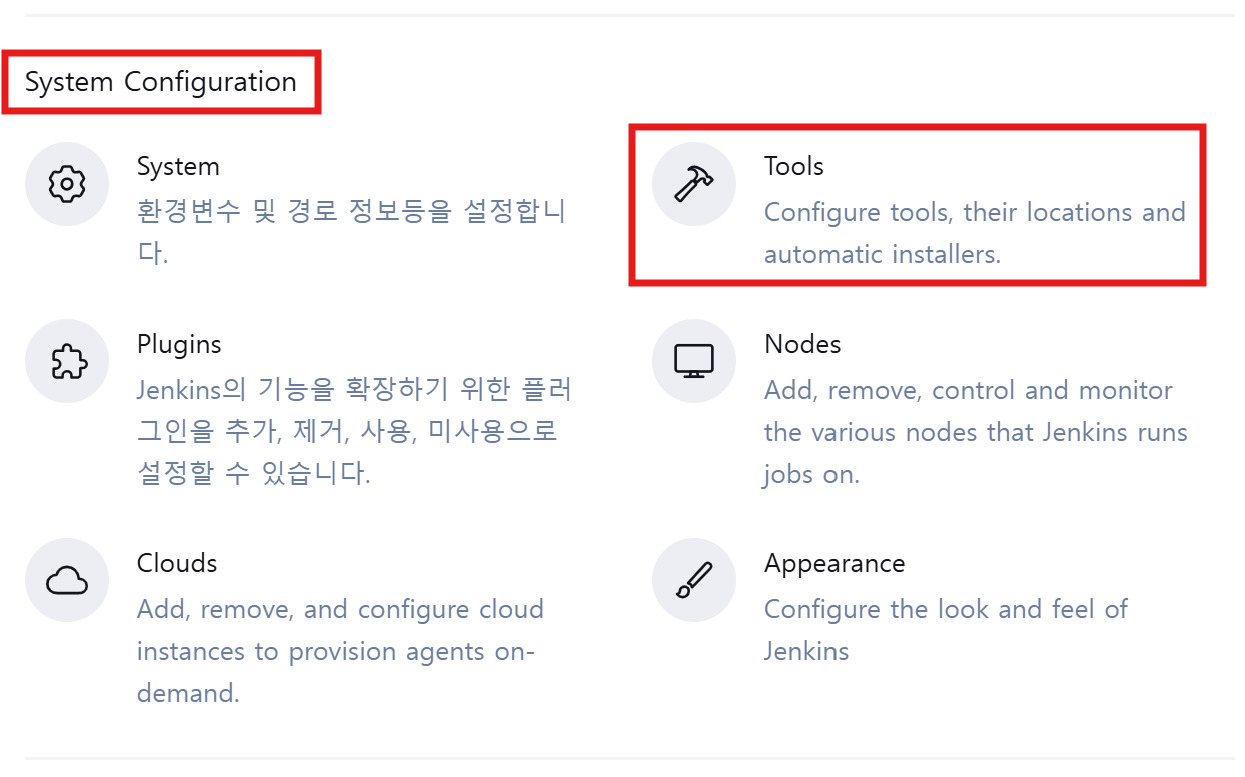 System Configuration
System
환경변수 및 경로 정보등을 설정합니
다.
Tools
Configure tools, their locations and
automatic installers.
Plugins
Jenkins의 기능을 확장하기 위한 플러
그인을 추가, 제거, 사용, 미사용으로
설정할 수 있습니다.
Nodes
Add, remove, control and monitor
the various nodes that Jenkins runs
jobs on.
Clouds
Add, remove, and configure cloud
instances to provision agents on-
demand.
Appearance
Configure the look and feel of
Jenkins